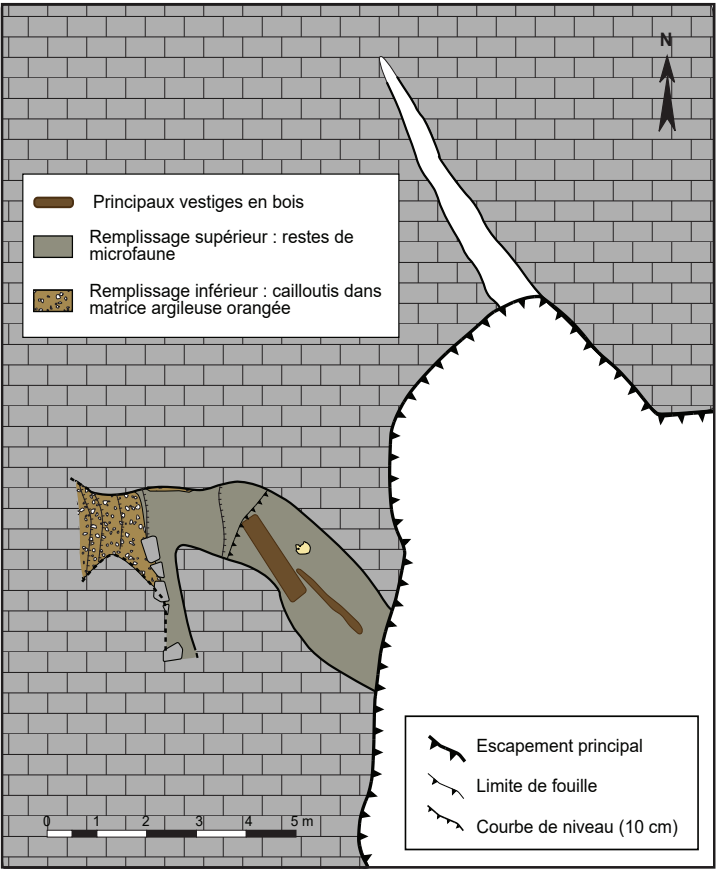 N
Principaux vestiges en bois
Remplissage supérieur : restes de
microfaune
Remplissage inférieur : cailloutis dans
matrice argileuse orangée
Escapement principal
Limite de fouille
Courbe de niveau (10 cm)
0 1 2 3 4 5 m